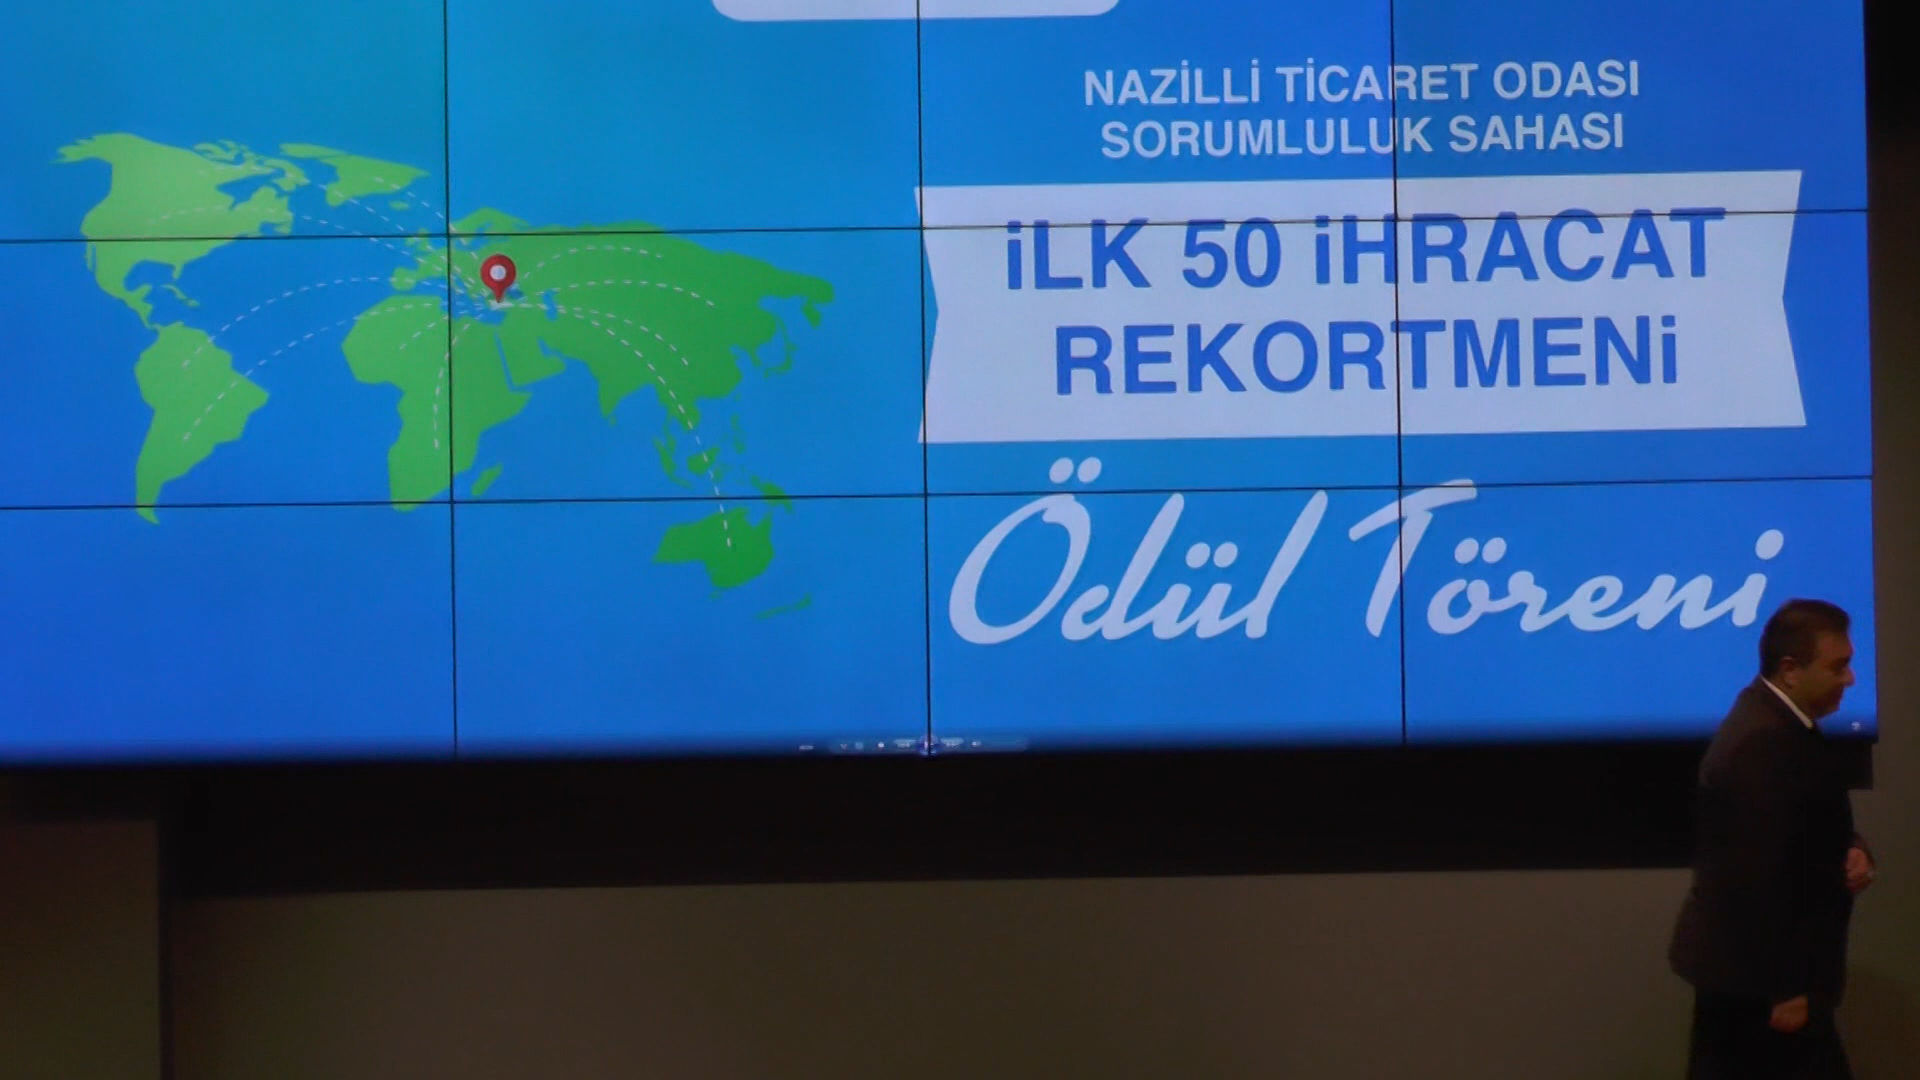 NAZİLLİ TİCARET ODASI
SORUMLULUK SAHASI
İLK 50 İHRACAT
REKORTMENİ
Ödül Töreni